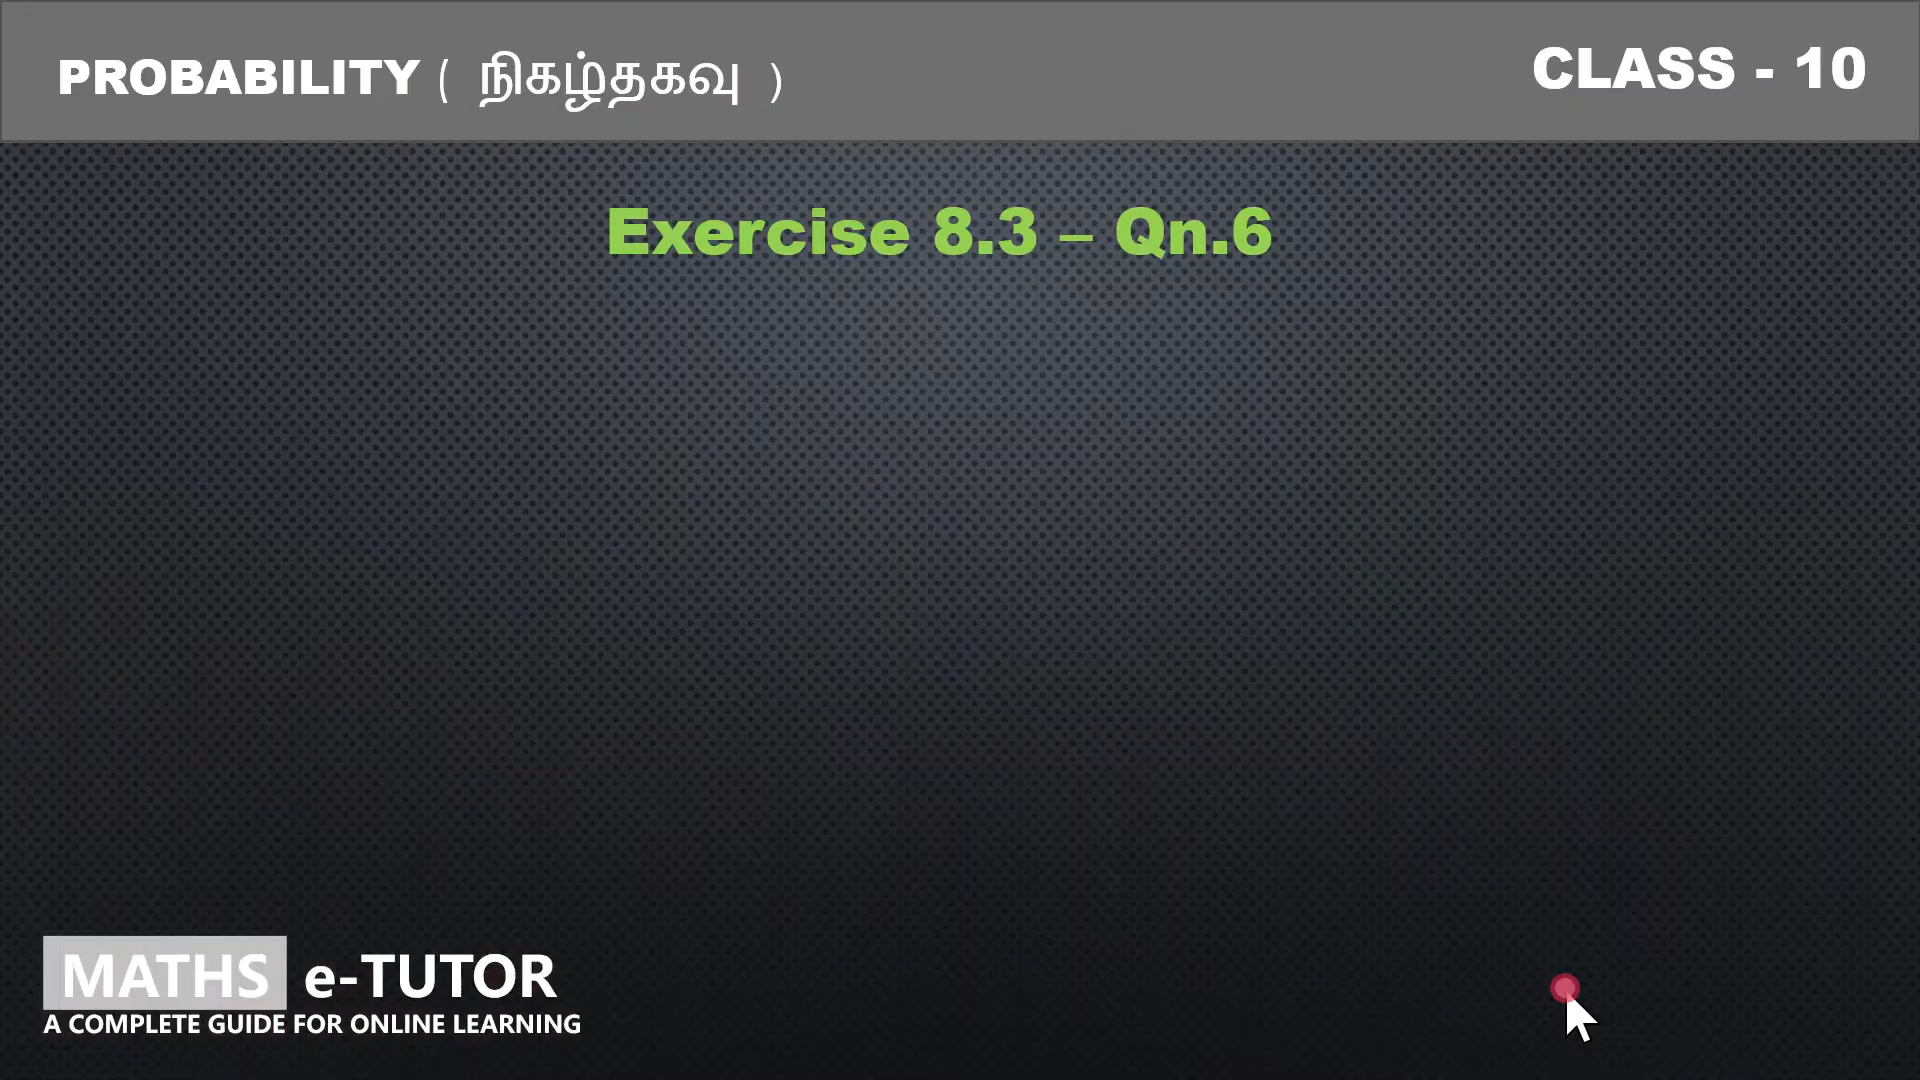 PROBABILITY ( நிகழ்தகவு )
CLASS - 10
Exercise 8.3 – Qn.6
MATHS e-TUTOR
A COMPLETE GUIDE FOR ONLINE LEARNING